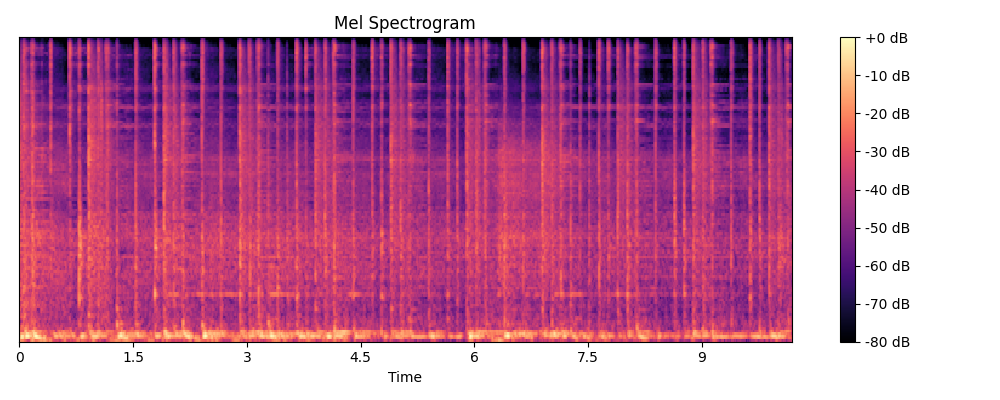 Mel Spectrogram
+0 dB
-10 dB
-20 dB
-30 dB
-40 dB
-50 dB
-60 dB
-70 dB
-80 dB
0 1.5 3 4.5 6 7.5 9
Time